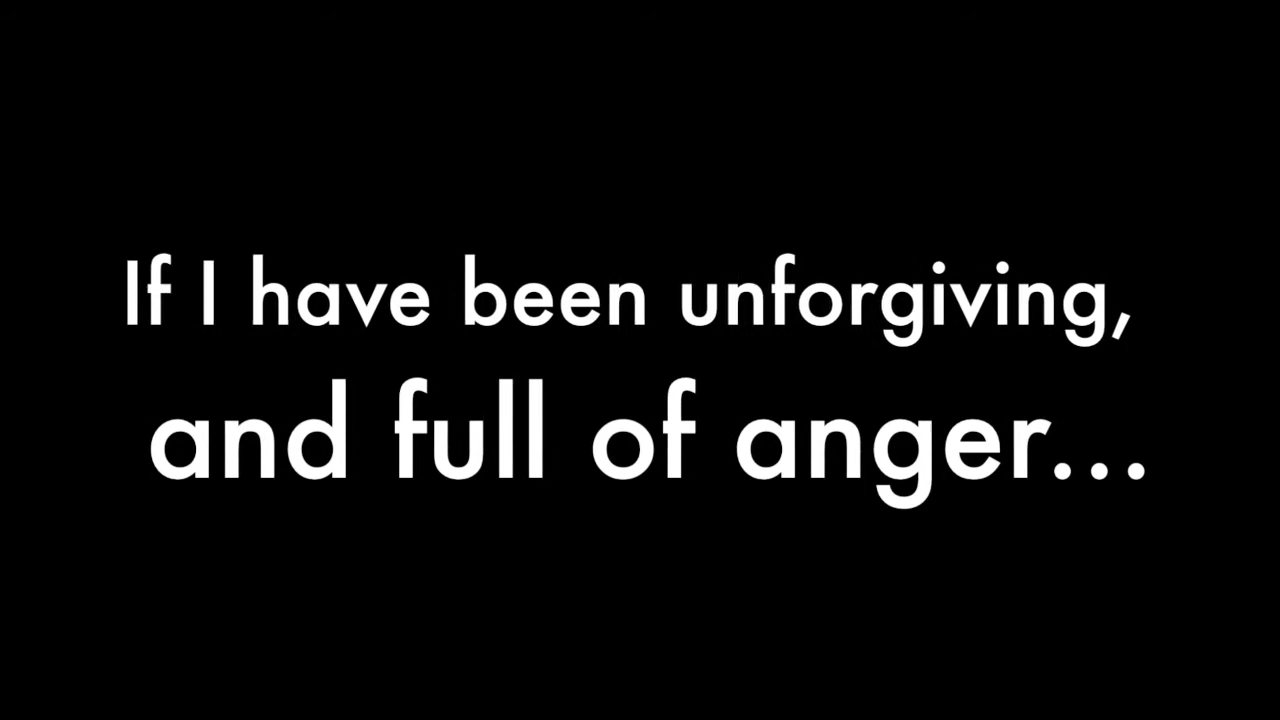 If I have been unforgiving,
and full of anger...